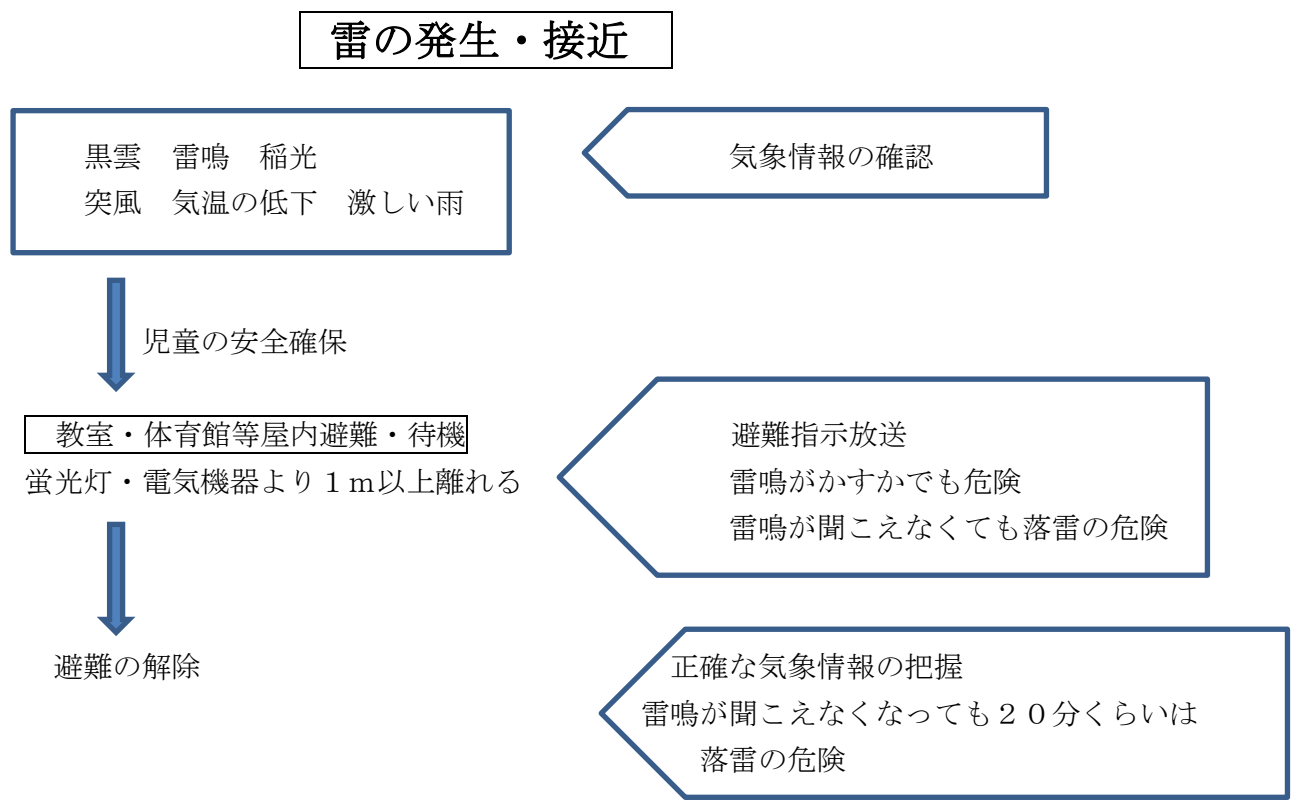 雷の発生・接近
黒雲　雷鳴　稲光
突風　気温の低下　激しい雨
気象情報の確認
児童の安全確保
教室・体育館等屋内避難・待機
蛍光灯・電気機器より１ｍ以上離れる
避難指示放送
雷鳴がかすかでも危険
雷鳴が聞こえなくても落雷の危険
避難の解除
正確な気象情報の把握
雷鳴が聞こえなくなっても２０分くらいは
落雷の危険